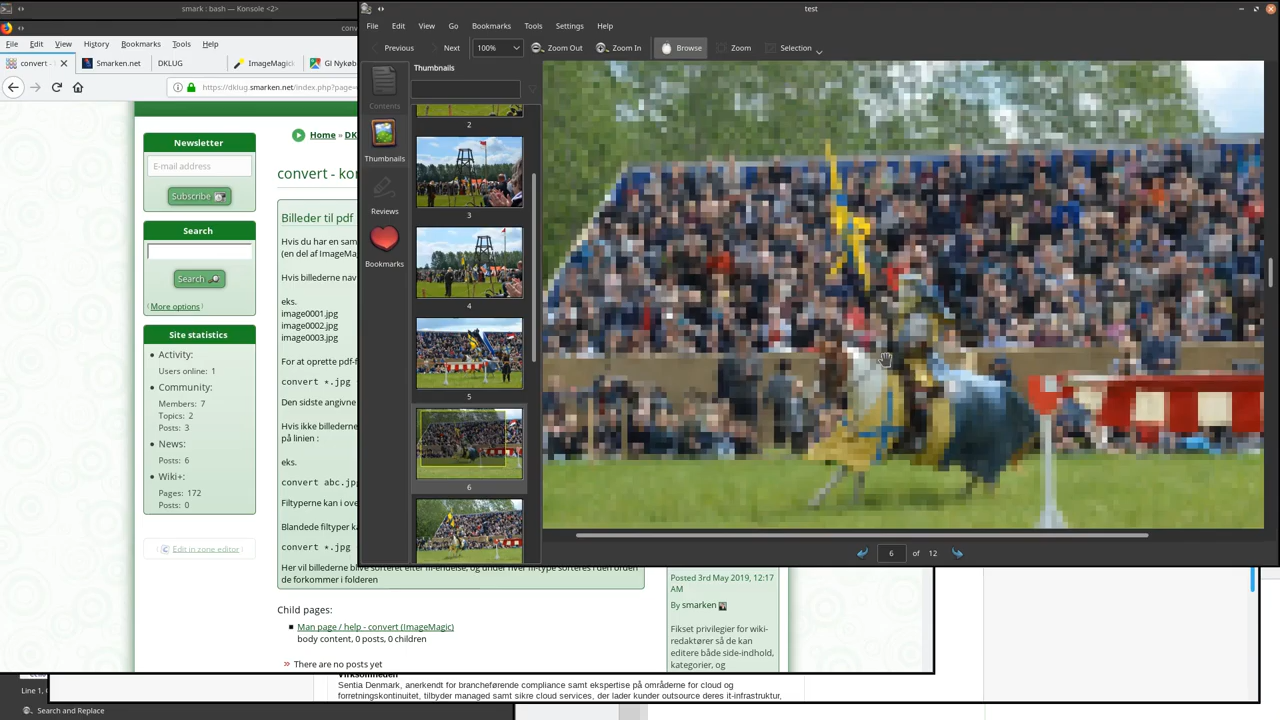 smark : bash — Konsole <2>
conv
File Edit View History Bookmarks Tools Help
convert -
Smarken.net
DKLUG
ImageMagick
GI Nykøb
https://dklug.smarken.net/index.php?page=
Newsletter
E-mail address
Subscribe
Search
Search
(More options)
Site statistics
Activity:
Users online: 1
Community:
Members: 7
Topics: 2
Posts: 3
News:
Posts: 6
Wiki+:
Pages: 172
Posts: 0
Edit in zone editor
Home » DK
convert - kon
Billeder til pdf
Hvis du har en sam
(en del af ImageMa
Hvis billederne nav
eks.
image0001.jpg
image0002.jpg
image0003.jpg
For at oprette pdf-f
convert *.jpg
Den sidste angivne
Hvis ikke billederne
på linien :
eks.
convert abc.jp
Filtyperne kan i ove
Blandede filtyper k
convert *.jpg
Her vil billederne blive sorteret efter fil-endelse, og under hver fil-type sorteres i den orden
de forkommer i folderen
Child pages:
Man page / help - convert (ImageMagic)
body content, 0 posts, 0 children
» There are no posts yet
Posted 3rd May 2019, 12:17
AM
By smarken
Fikset privilegier for wiki-
redaktører så de kan
editere både side-indhold,
kategorier, og
test
File Edit View Go Bookmarks Tools Settings Help
Previous Next 100% Zoom Out Zoom In Browse Zoom Selection
Contents
Thumbnails
Reviews
Bookmarks
Thumbnails
2
3
4
5
6
6 of 12
Virksomheden
Sentia Denmark, anerkendt for brancheførende compliance samt ekspertise på områderne for cloud og
forretningskontinuitet, tilbyder managed samt sikre cloud services, der lader kunder outsource deres it-infrastruktur,
Line 1,
Search and Replace